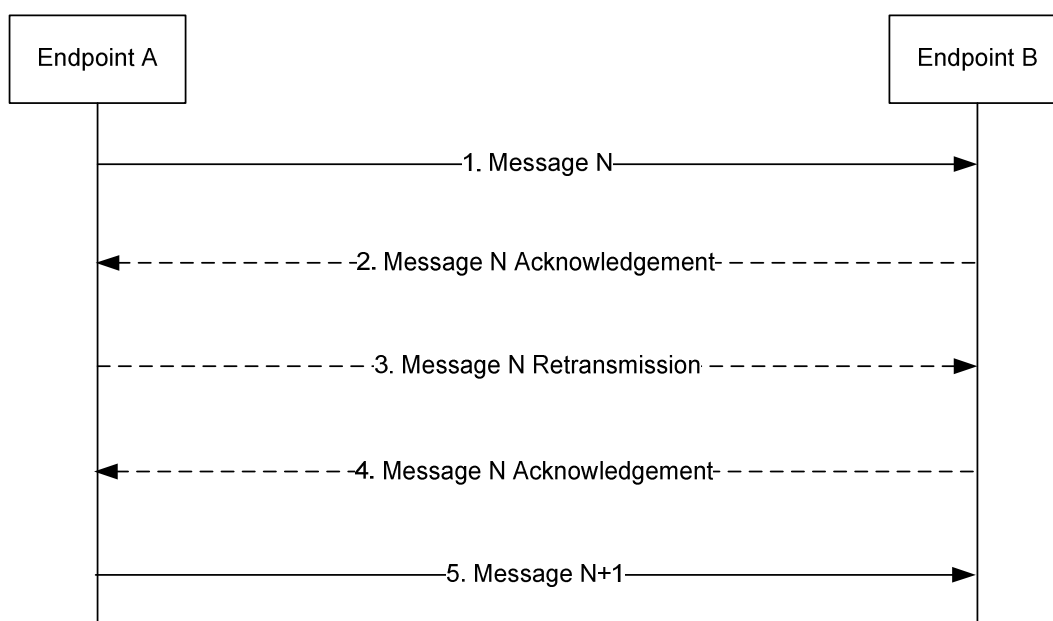 Endpoint A
Endpoint B
1. Message N
2. Message N Acknowledgement
3. Message N Retransmission
4. Message N Acknowledgement
5. Message N+1